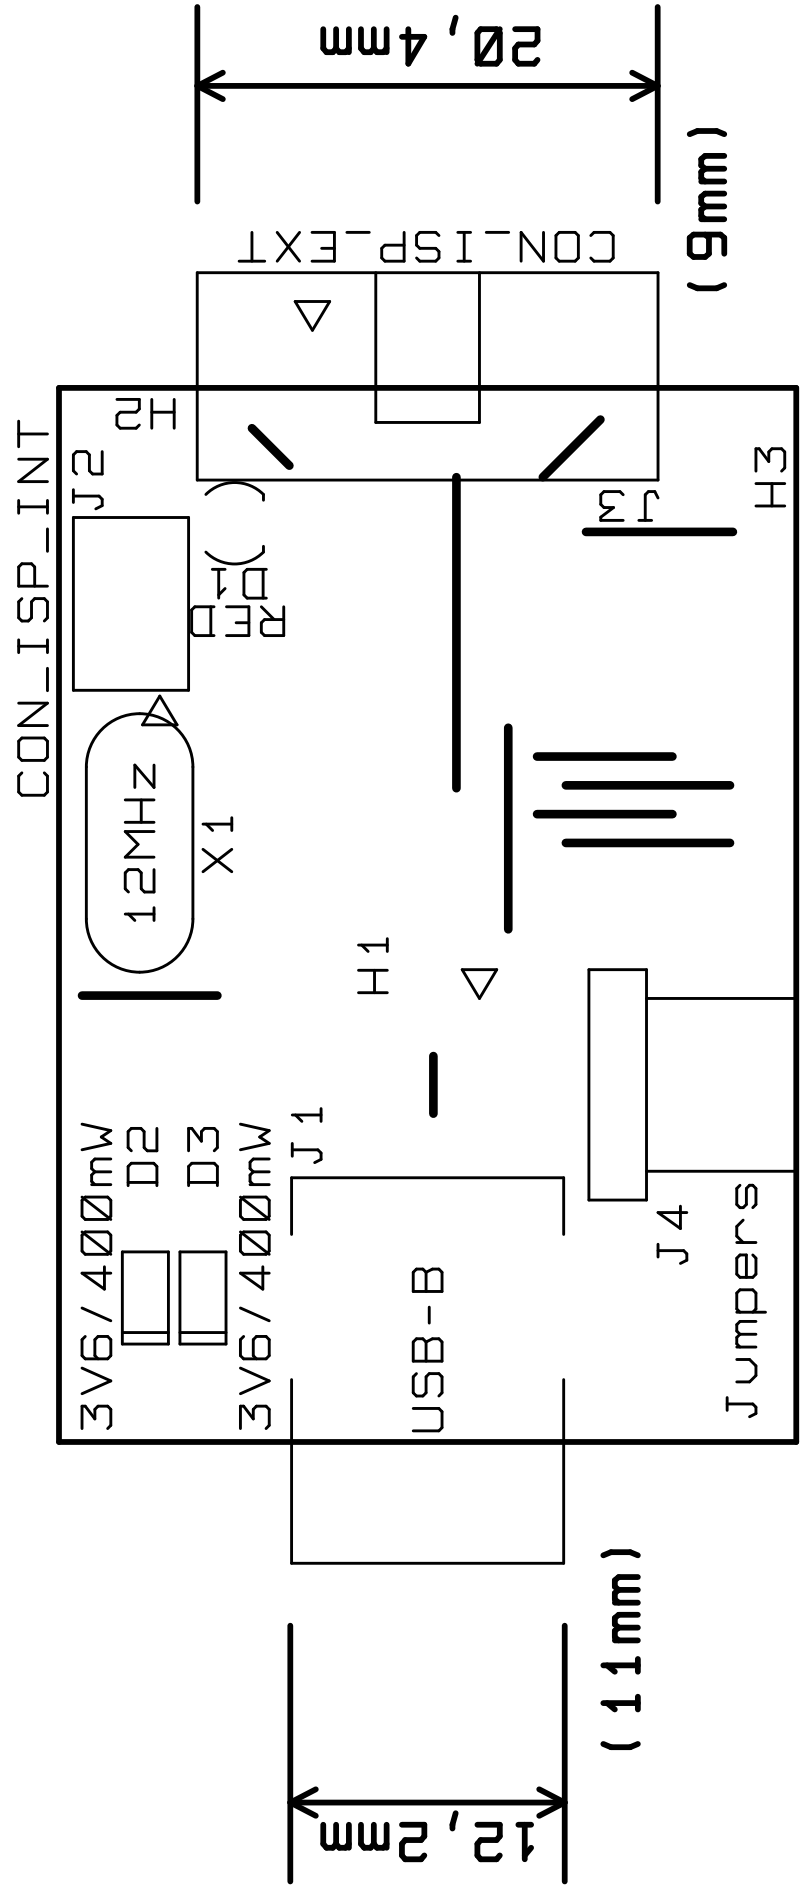 20,4mm
(9mm)
CON_ISP_EXT
H2
CON_ISP_INT
J2
J3
H3
D1
RED
12MHz
X1
H1
3V6/400mW
D2
D3
3V6/400mW
J1
J4
USB-B
Jumpers
(11mm)
12,2mm